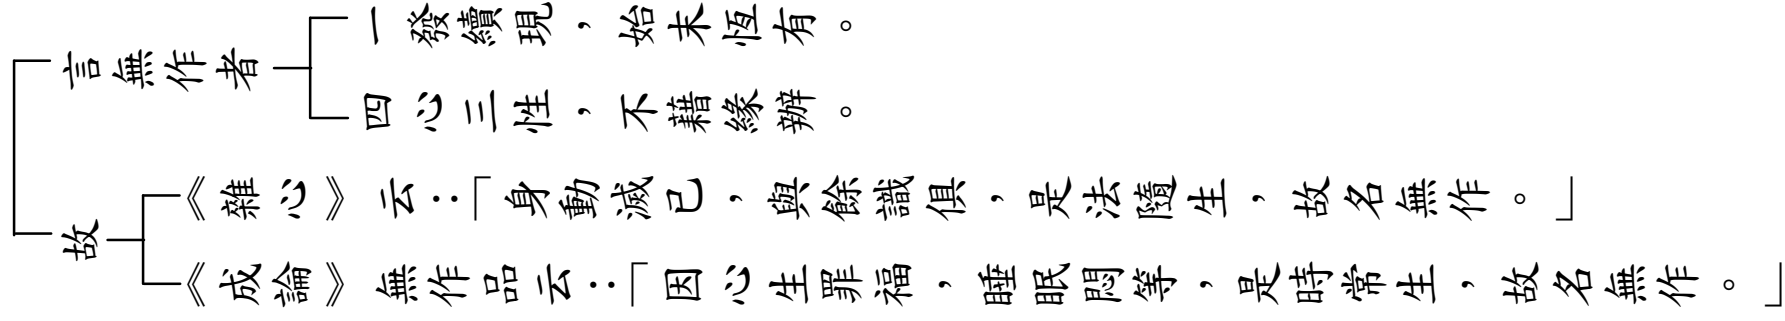 言無作者
一發續現，始末恆有。
四心三性，不藉緣辦。
故
《雜心》云：「身動滅已，與餘識俱，是法隨生，故名無作。」
《成論》無作品云：「因心生罪福，睡眠悶等，是時常生，故名無作。」